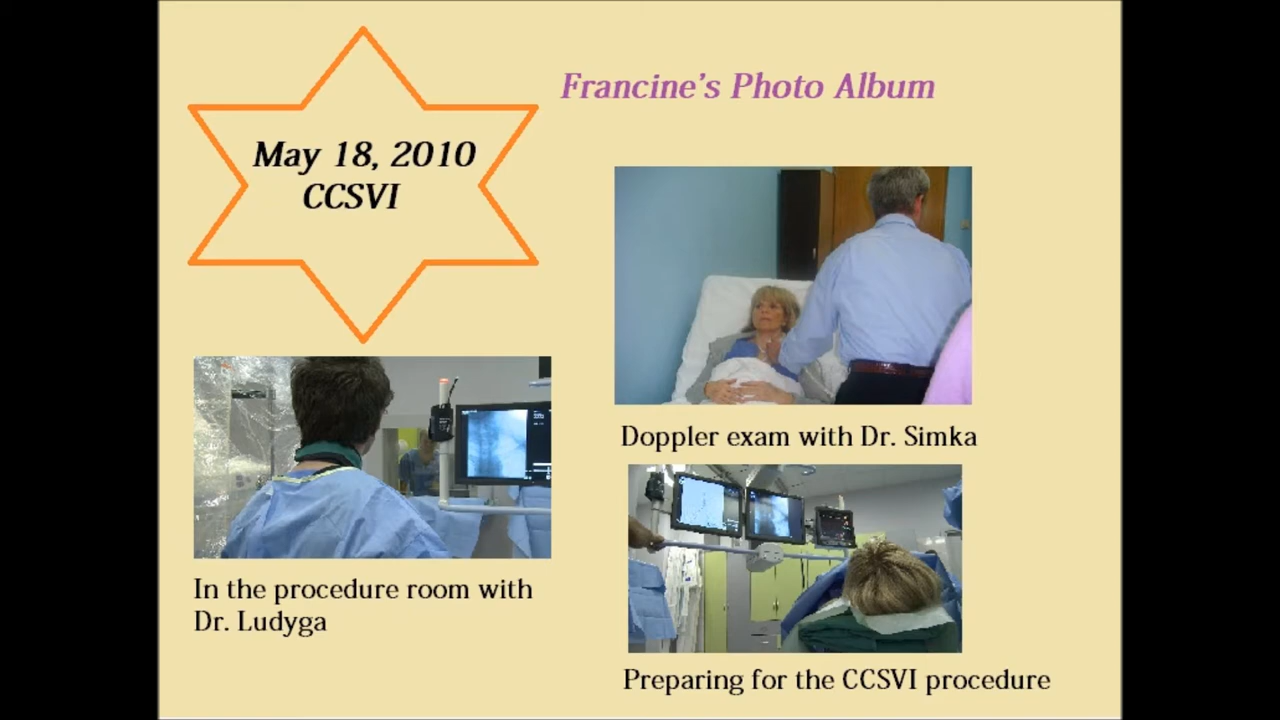 Francine's Photo Album
May 18, 2010
CCSVI
Doppler exam with Dr. Simka
In the procedure room with
Dr. Ludyga
Preparing for the CCSVI procedure